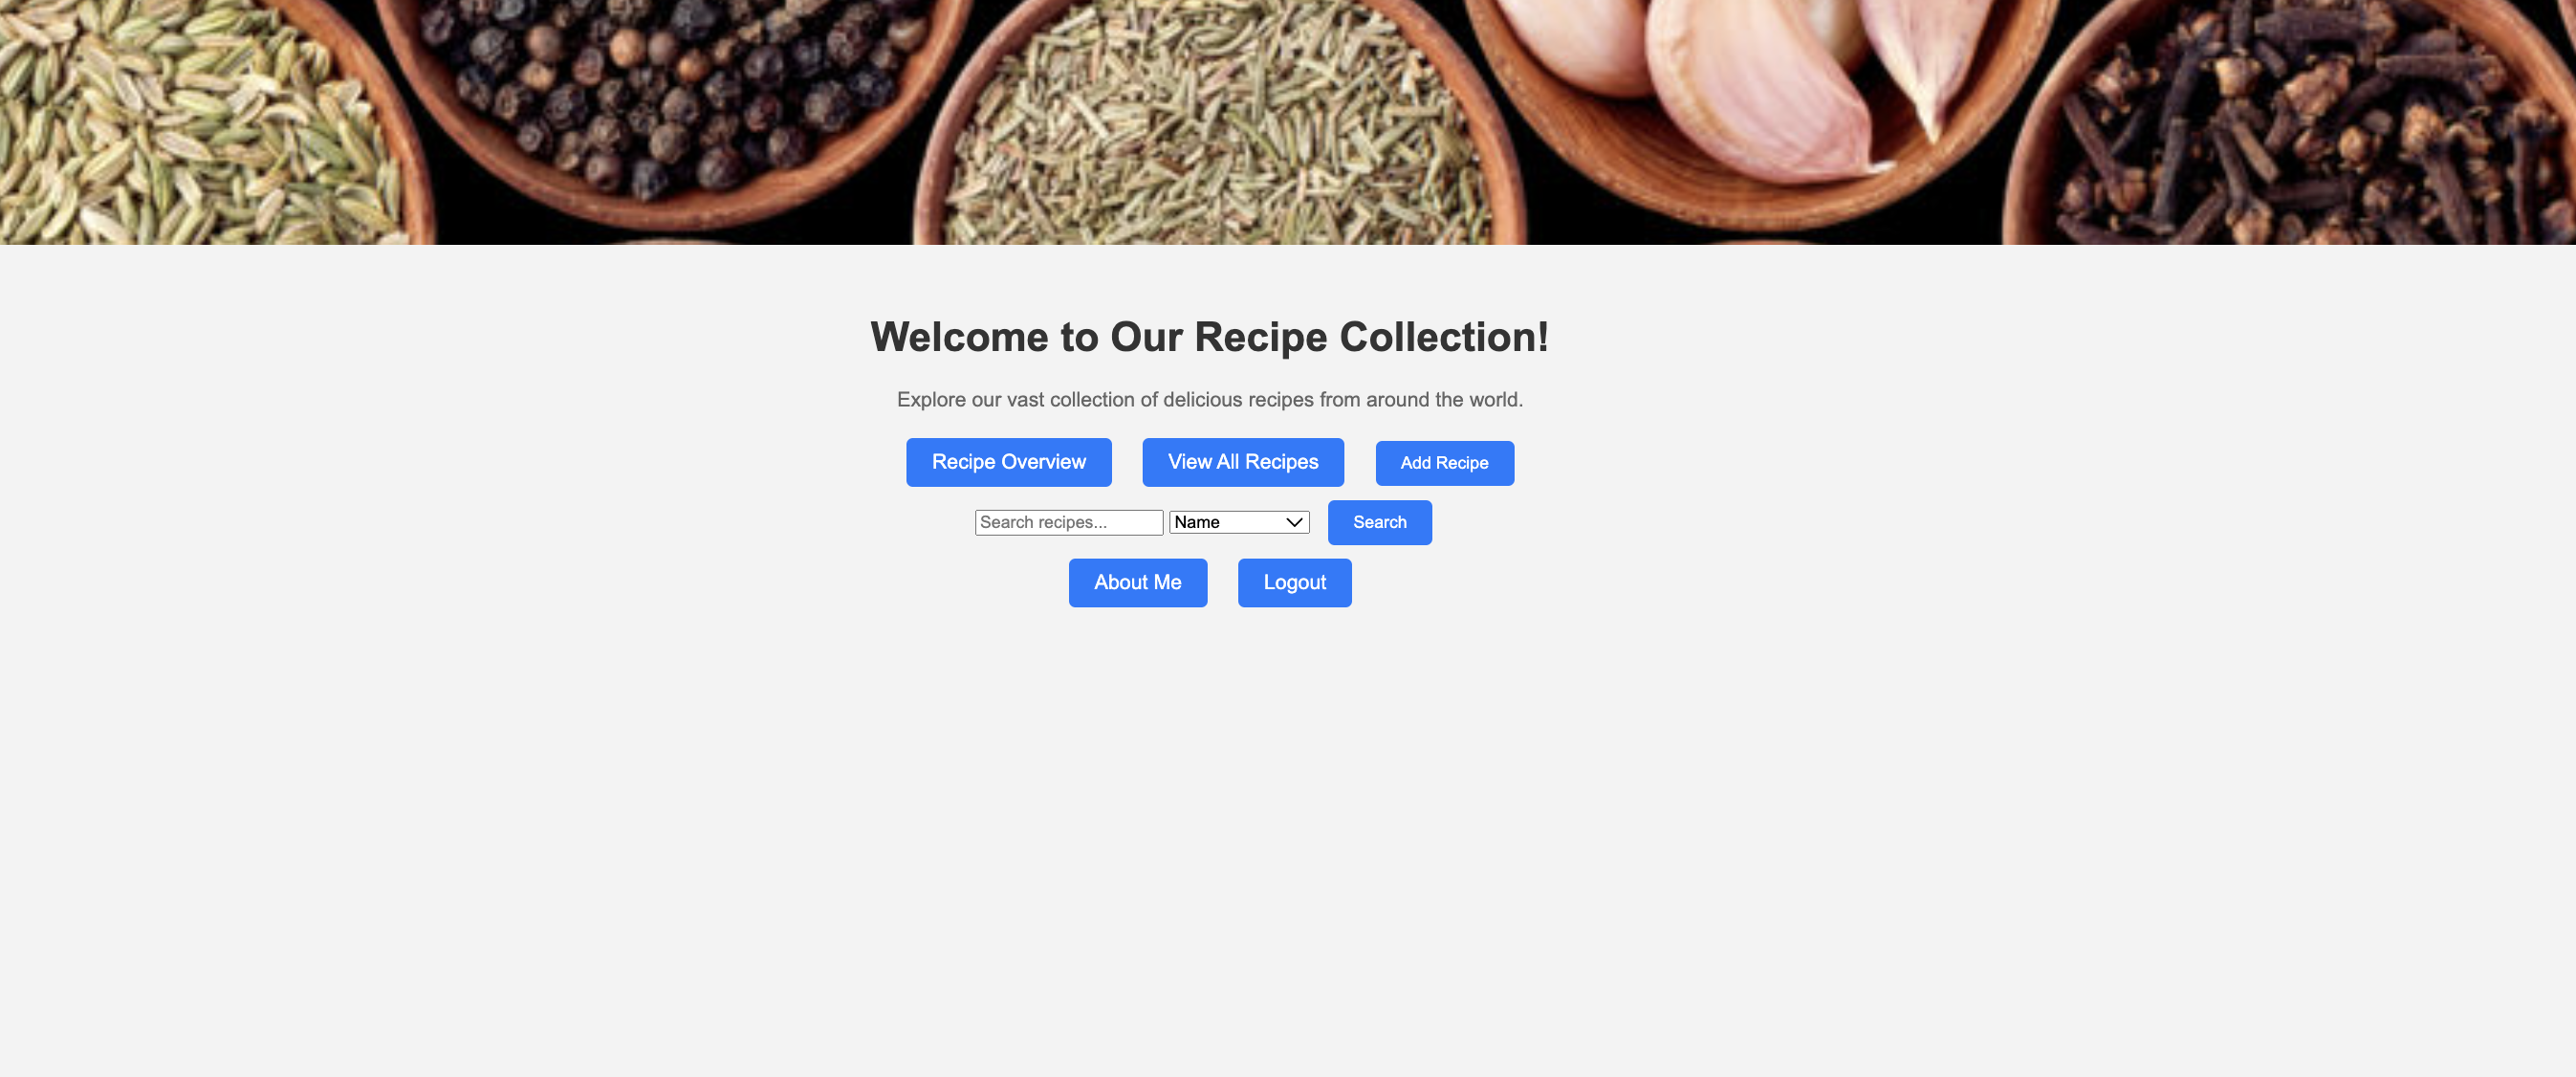 Welcome to Our Recipe Collection!
Explore our vast collection of delicious recipes from around the world.
Recipe Overview View All Recipes Add Recipe
Search recipes... Name Search
About Me Logout